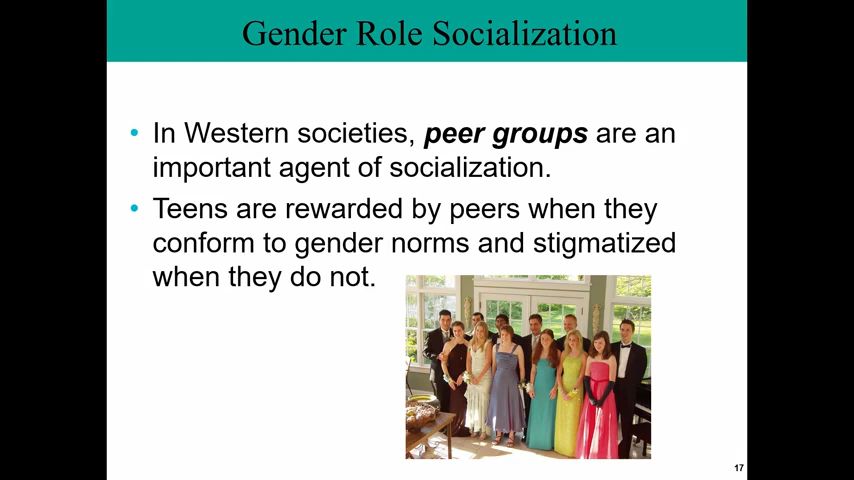 Gender Role Socialization
• In Western societies, peer groups are an
important agent of socialization.
• Teens are rewarded by peers when they
conform to gender norms and stigmatized
when they do not.
17